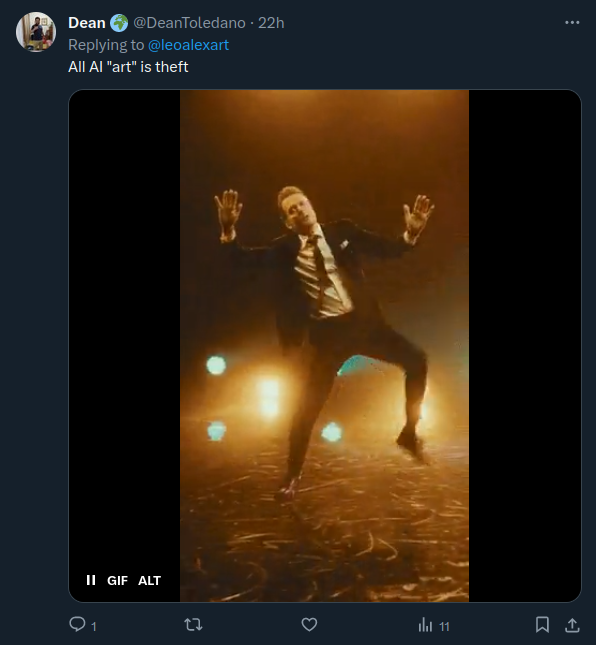 Dean 🌍 @DeanToledano · 22h
Replying to @leoalexart
All AI "art" is theft
GIF ALT
1
11